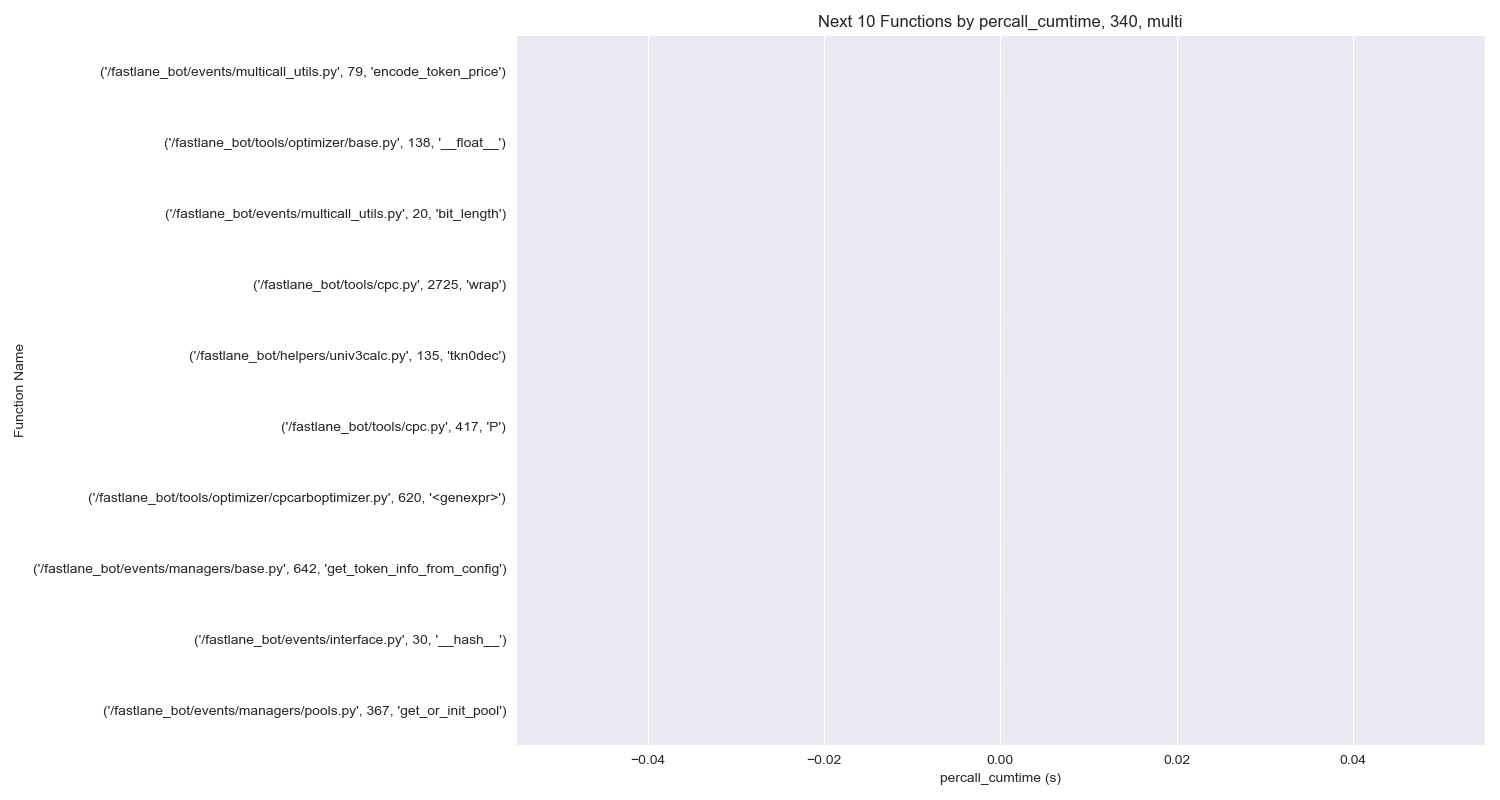 Next 10 Functions by percall_cumtime, 340, multi
('/fastlane_bot/events/multicall_utils.py', 79, 'encode_token_price')
('/fastlane_bot/tools/optimizer/base.py', 138, '__float__')
('/fastlane_bot/events/multicall_utils.py', 20, 'bit_length')
('/fastlane_bot/tools/cpc.py', 2725, 'wrap')
('/fastlane_bot/helpers/univ3calc.py', 135, 'tkn0dec')
('/fastlane_bot/tools/cpc.py', 417, 'P')
('/fastlane_bot/tools/optimizer/cpcarboptimizer.py', 620, '<genexpr>')
('/fastlane_bot/events/managers/base.py', 642, 'get_token_info_from_config')
('/fastlane_bot/events/interface.py', 30, '__hash__')
('/fastlane_bot/events/managers/pools.py', 367, 'get_or_init_pool')
Function Name
−0.04 −0.02 0.00 0.02 0.04
percall_cumtime (s)